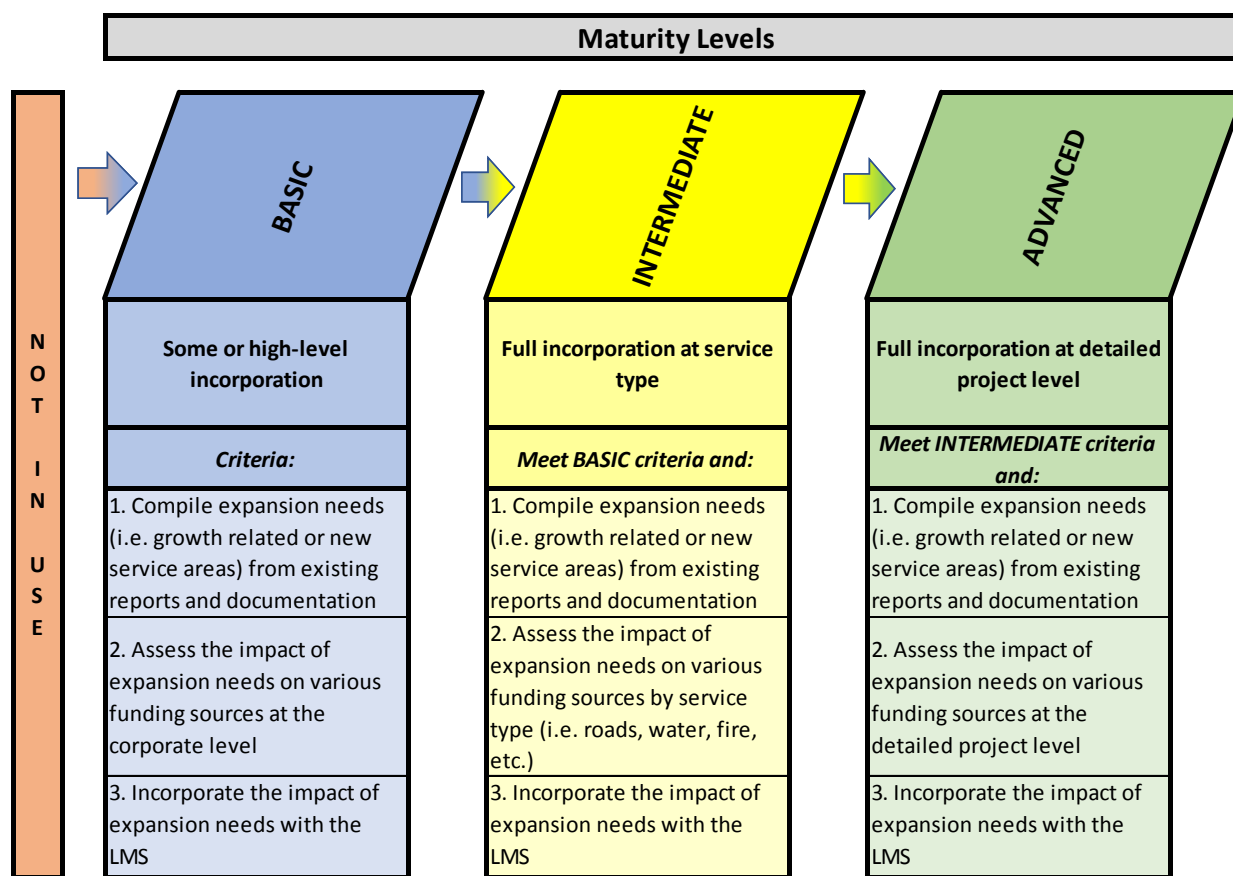 Maturity Levels
NOT IN USE
BASIC
Some or high-level
incorporation
Criteria:
1. Compile expansion needs
(i.e. growth related or new
service areas) from existing
reports and documentation
2. Assess the impact of
expansion needs on various
funding sources at the
corporate level
3. Incorporate the impact of
expansion needs with the
LMS
INTERMEDIATE
Full incorporation at service
type
Meet BASIC criteria and:
1. Compile expansion needs
(i.e. growth related or new
service areas) from existing
reports and documentation
2. Assess the impact of
expansion needs on various
funding sources by service
type (i.e. roads, water, fire,
etc.)
3. Incorporate the impact of
expansion needs with the
LMS
ADVANCED
Full incorporation at detailed
project level
Meet INTERMEDIATE criteria
and:
1. Compile expansion needs
(i.e. growth related or new
service areas) from existing
reports and documentation
2. Assess the impact of
expansion needs on various
funding sources at the
detailed project level
3. Incorporate the impact of
expansion needs with the
LMS